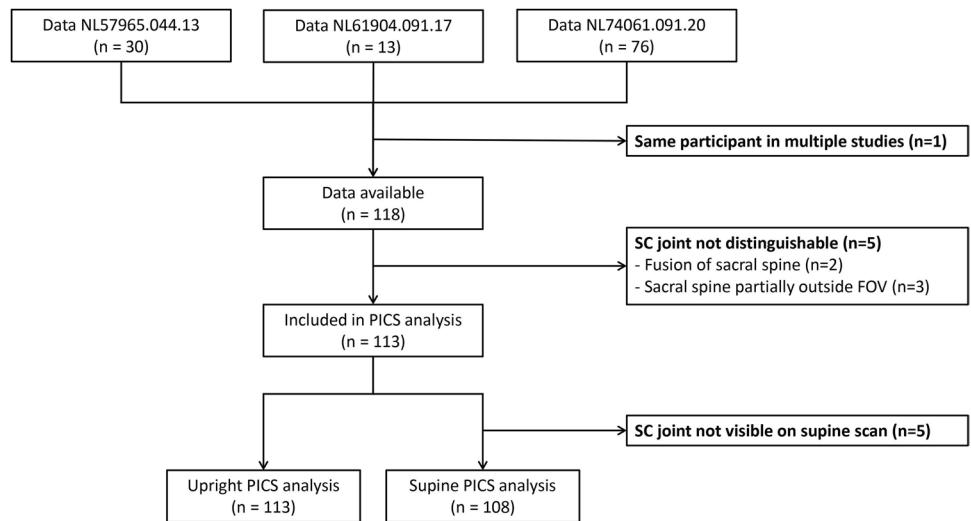 Data NL57965.044.13
(n = 30)
Data NL61904.091.17
(n = 13)
Data NL74061.091.20
(n = 76)
Same participant in multiple studies (n=1)
Data available
(n = 118)
SC joint not distinguishable (n=5)
- Fusion of sacral spine (n=2)
- Sacral spine partially outside FOV (n=3)
Included in PICS analysis
(n = 113)
SC joint not visible on supine scan (n=5)
Upright PICS analysis
(n = 113)
Supine PICS analysis
(n = 108)